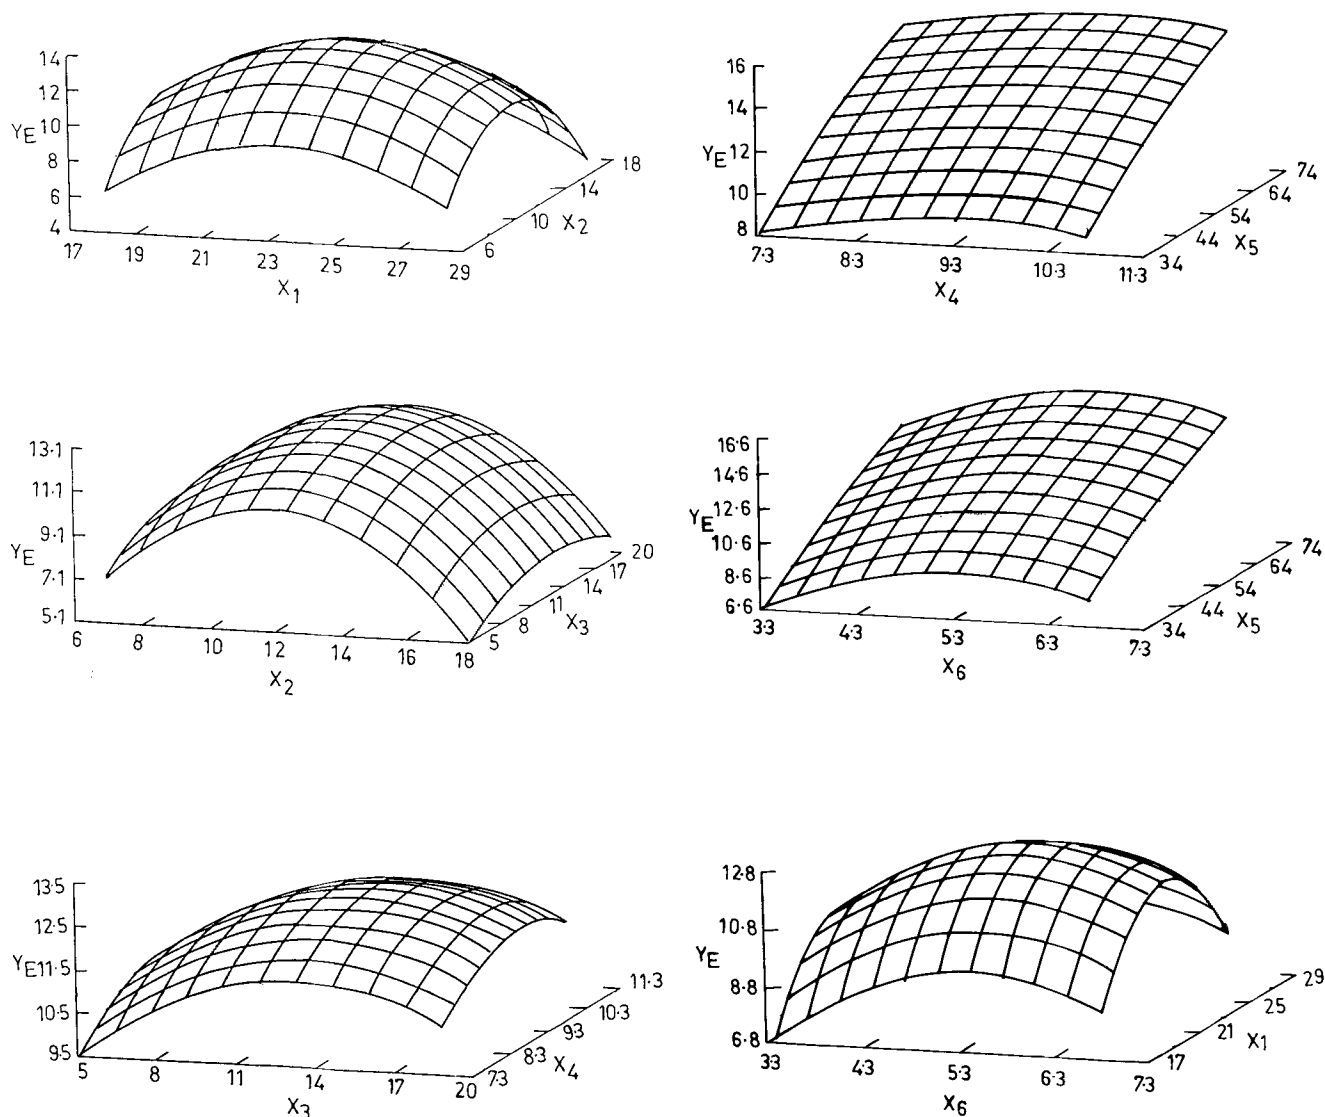 14
12
Y_E 10
8
6
4
17 19 21 23 25 27 29
X_1
6 10 14 18
X_2
16
14
Y_E 12
10
8
7·3 8·3 9·3 10·3 11·3
X_4
34 44 54 64 74
X_5
13·1
11·1
9·1
Y_E
7·1
5·1
6 8 10 12 14 16 18
X_2
5 8 11 14 17 20
X_3
16·6
14·6
12·6
Y_E
10·6
8·6
6·6
3·3 4·3 5·3 6·3 7·3
X_6
34 44 54 64 74
X_5
13·5
12·5
Y_E 11·5
10·5
9·5
5 8 11 14 17 20
X_3
7·3 8·3 9·3 10·3 11·3
X_4
12·8
10·8
Y_E
8·8
6·8
3·3 4·3 5·3 6·3 7·3
X_6
17 21 25 29
X_1